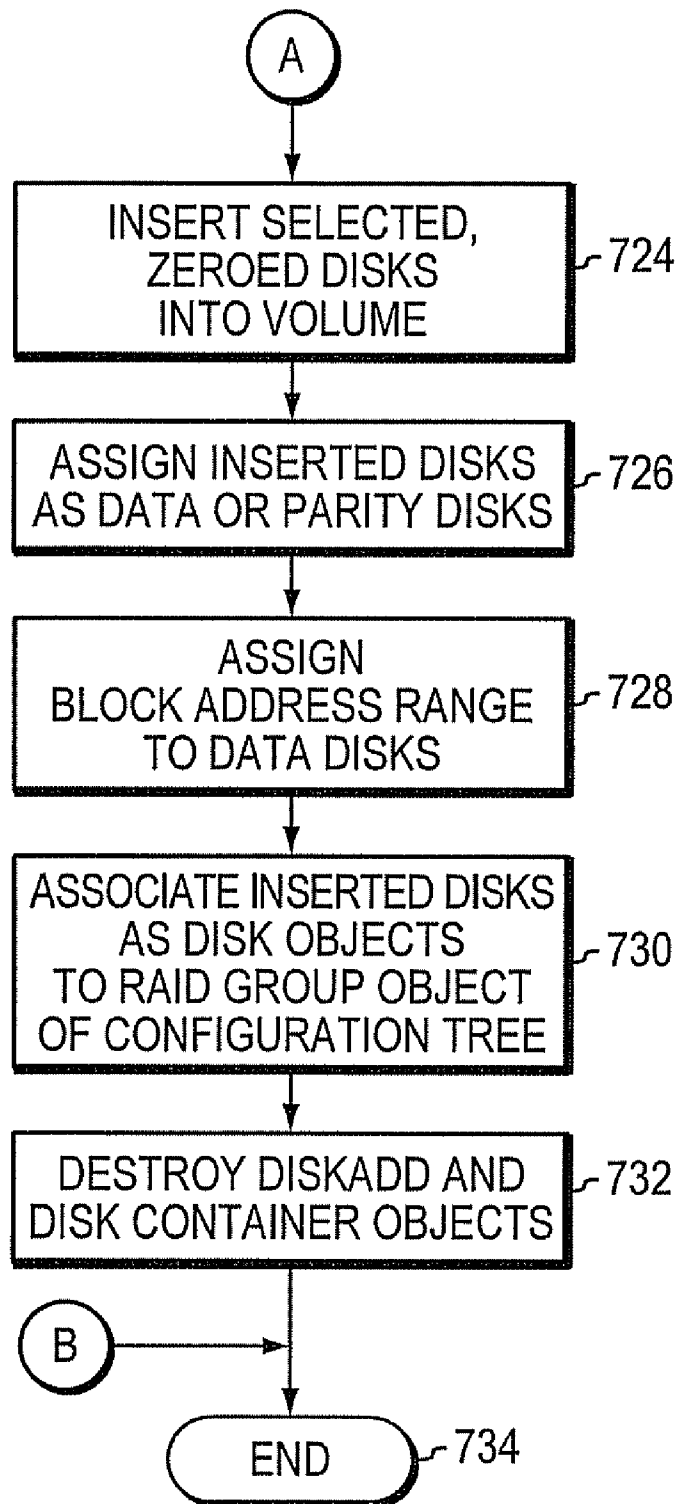 A
INSERT SELECTED,
ZEROED DISKS
INTO VOLUME
724
ASSIGN INSERTED DISKS
AS DATA OR PARITY DISKS
726
ASSIGN
BLOCK ADDRESS RANGE
TO DATA DISKS
728
ASSOCIATE INSERTED DISKS
AS DISK OBJECTS
TO RAID GROUP OBJECT
OF CONFIGURATION TREE
730
DESTROY DISKADD AND
DISK CONTAINER OBJECTS
732
B
END
734